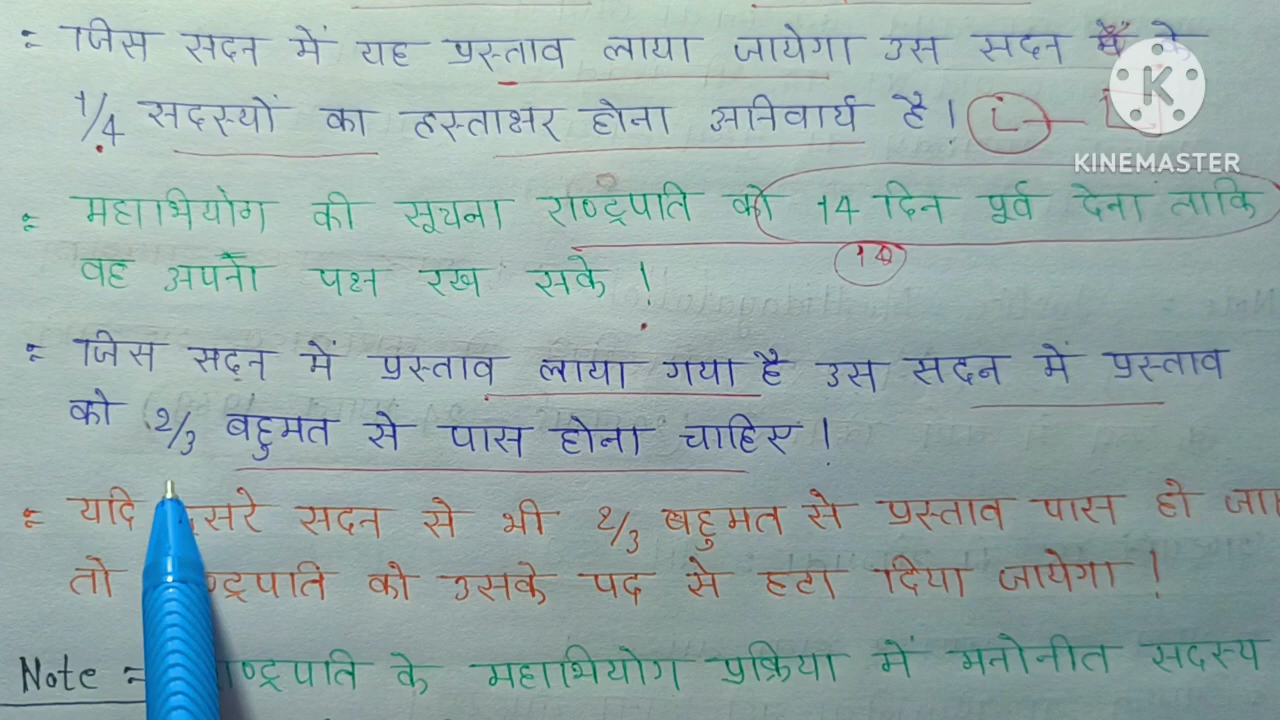 :- जिस सदन में यह प्रस्ताव लाया जायेगा उस सदन के
1/4 सदस्यों का हस्ताक्षर होना अनिवार्य है।
K
KINEMASTER
:- महाभियोग की सूचना राष्ट्रपति को 14 दिन पूर्व देना ताकि
14
वह अपना पक्ष रख सके!
:- जिस सदन में प्रस्ताव लाया गया है उस सदन में प्रस्ताव
को 2/3 बहुमत से पास होना चाहिए!
:- यदि सरे सदन से भी 2/3 बहुमत से प्रस्ताव पास हो जा
तो ष्ट्रपति को उसके पद से हटा दिया जायेगा!
Note :- ाष्ट्रपति के महाभियोग प्रक्रिया में मनोनीत सदस्य